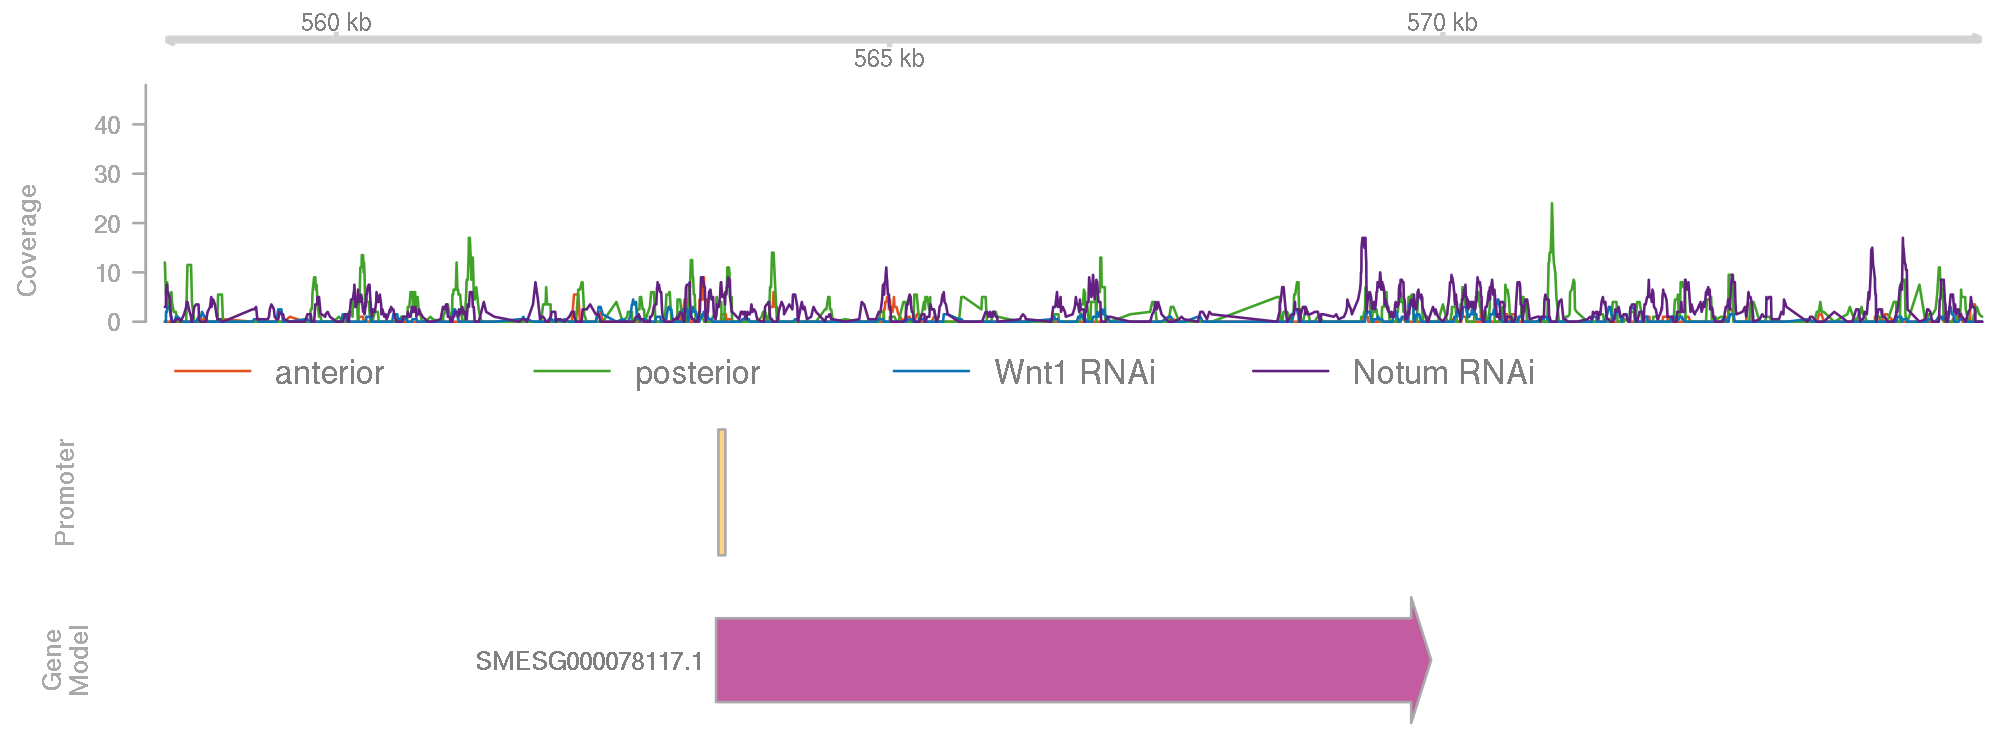 560 kb
570 kb
565 kb
Coverage
40
30
20
10
0
anterior
posterior
Wnt1 RNAi
Notum RNAi
Promoter
Gene
Model
SMESG000078117.1